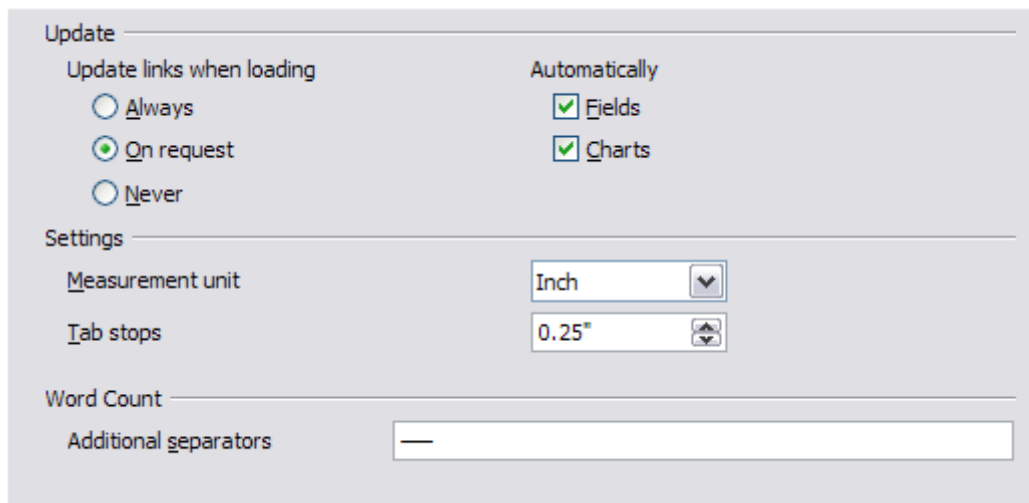 Update
Update links when loading
Automatically
Always
Fields
On request
Charts
Never
Settings
Measurement unit
Inch
Tab stops
0.25"
Word Count
Additional separators
—–